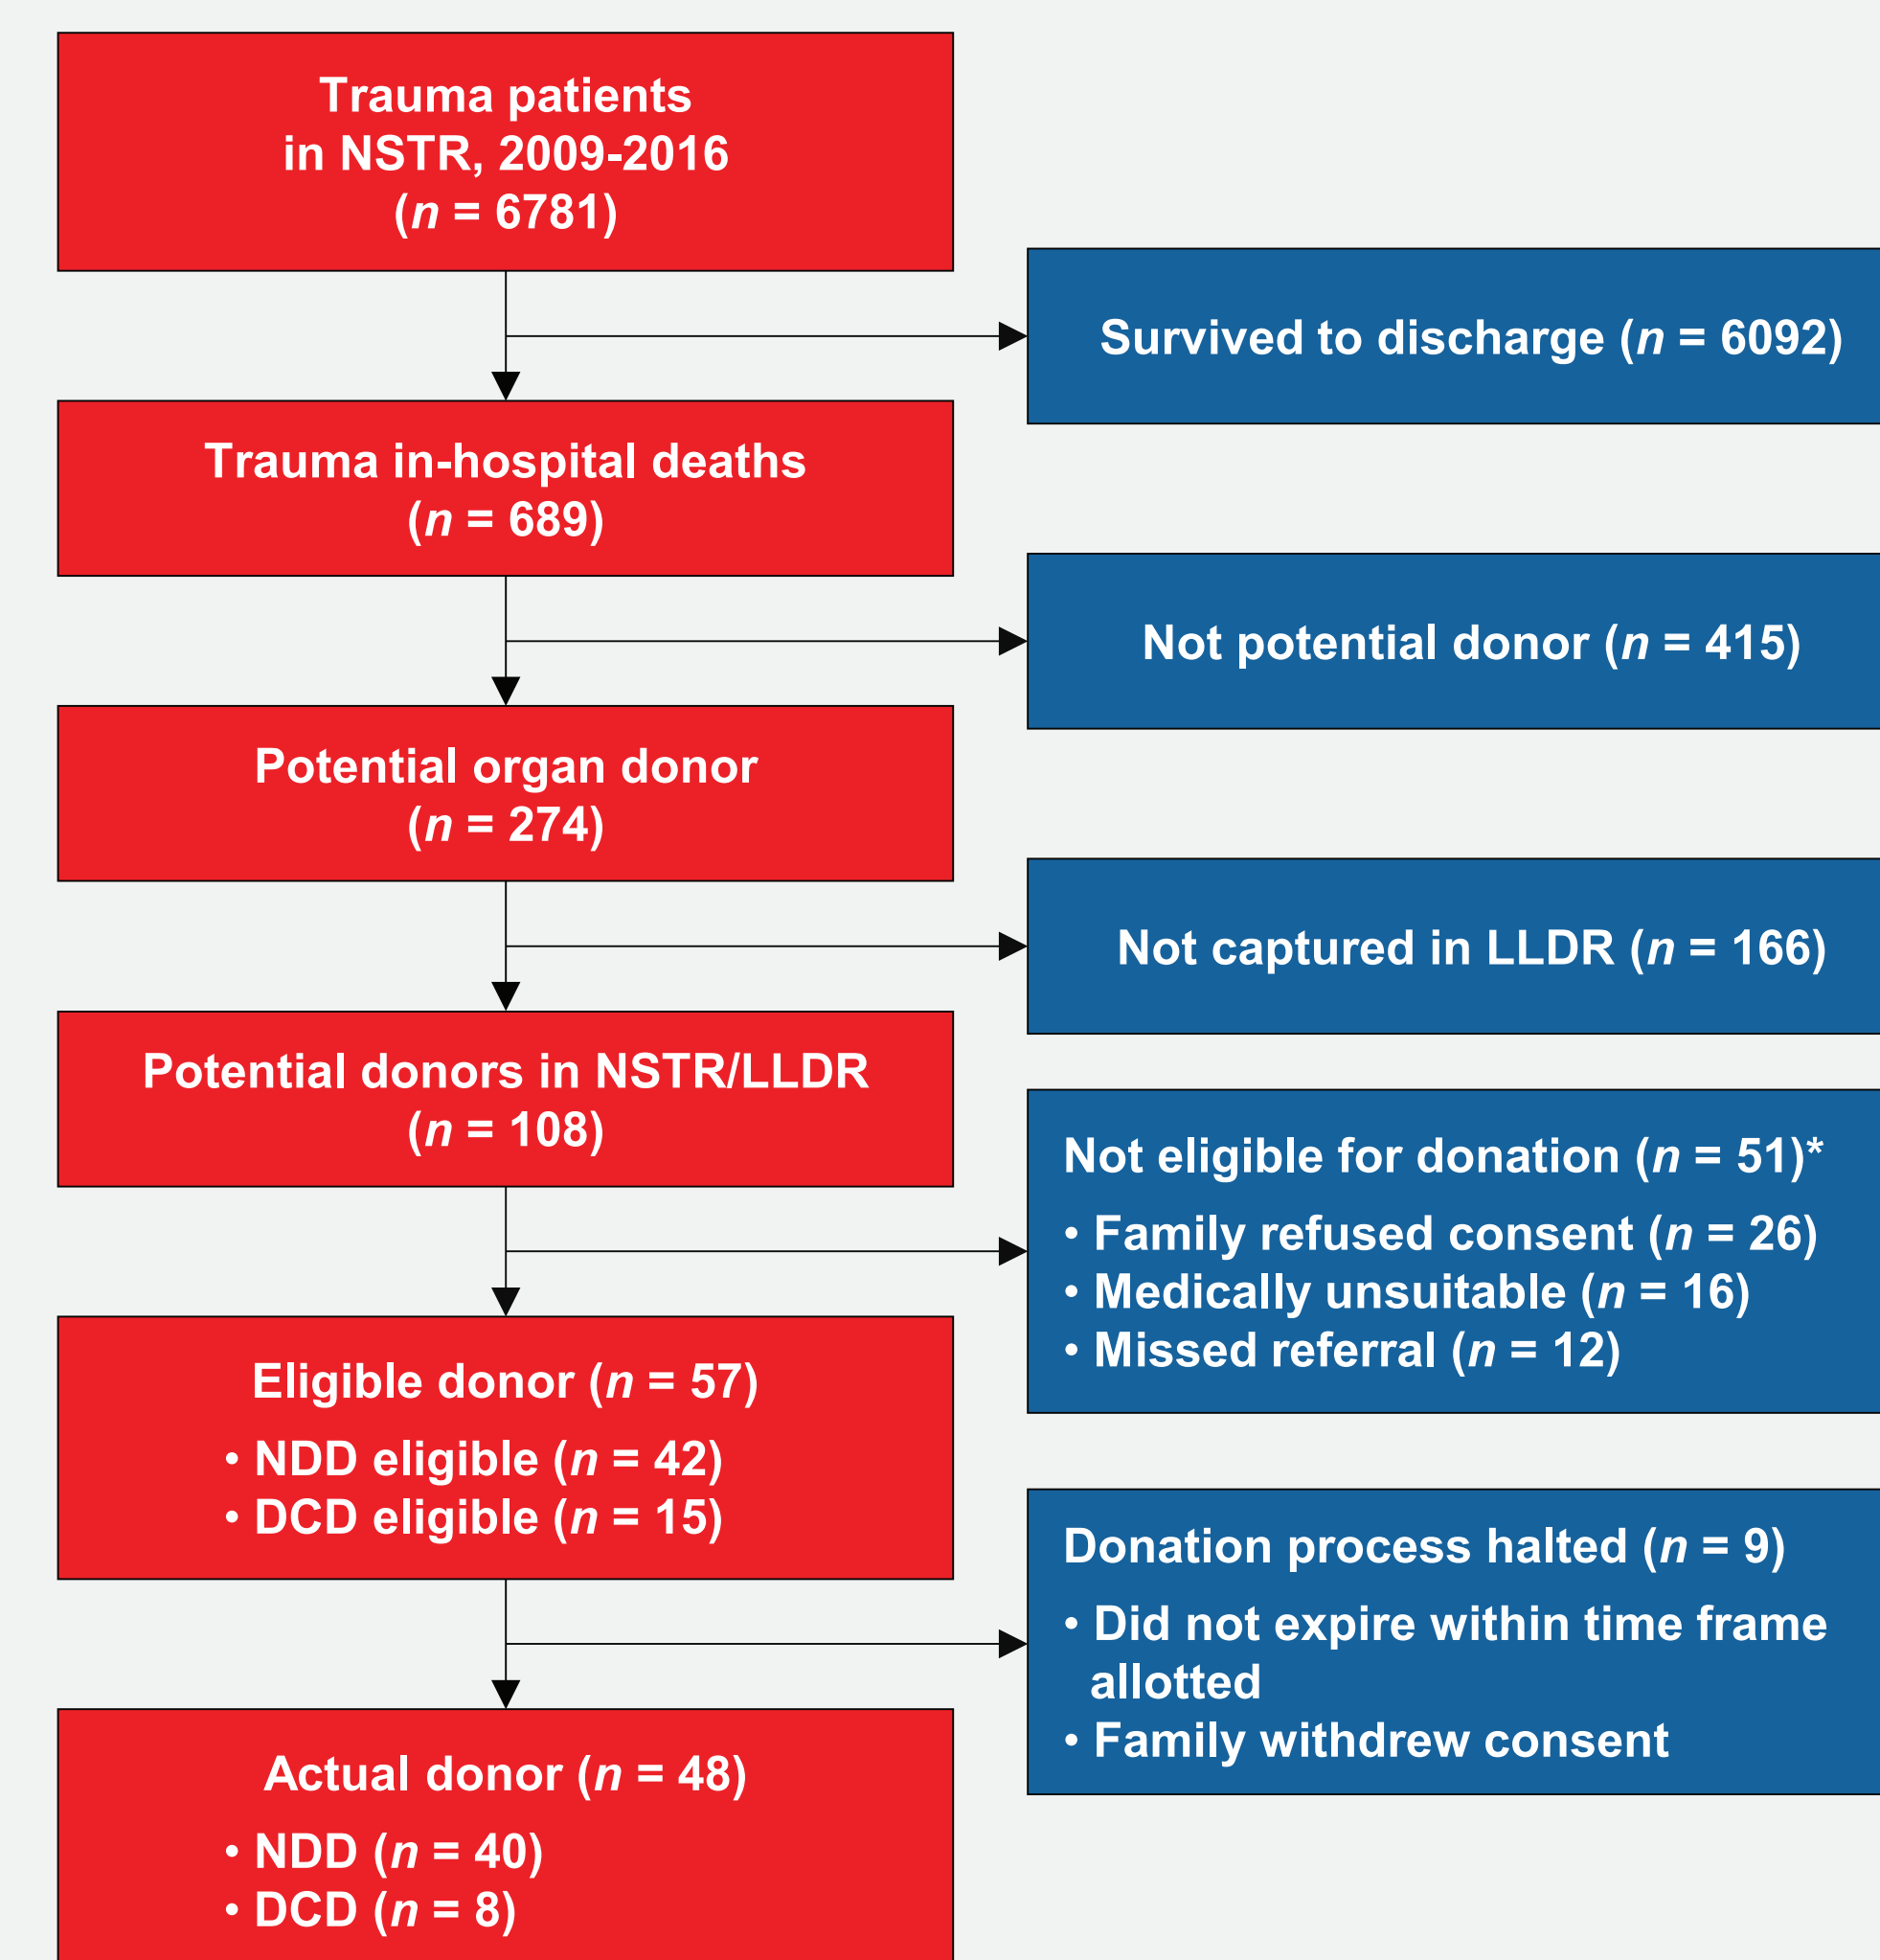 Trauma patients
in NSTR, 2009-2016
(n = 6781)
Survived to discharge (n = 6092)
Trauma in-hospital deaths
(n = 689)
Not potential donor (n = 415)
Potential organ donor
(n = 274)
Not captured in LLDR (n = 166)
Potential donors in NSTR/LLDR
(n = 108)
Not eligible for donation (n = 51)*
• Family refused consent (n = 26)
• Medically unsuitable (n = 16)
• Missed referral (n = 12)
Eligible donor (n = 57)
• NDD eligible (n = 42)
• DCD eligible (n = 15)
Donation process halted (n = 9)
• Did not expire within time frame
allotted
• Family withdrew consent
Actual donor (n = 48)
• NDD (n = 40)
• DCD (n = 8)